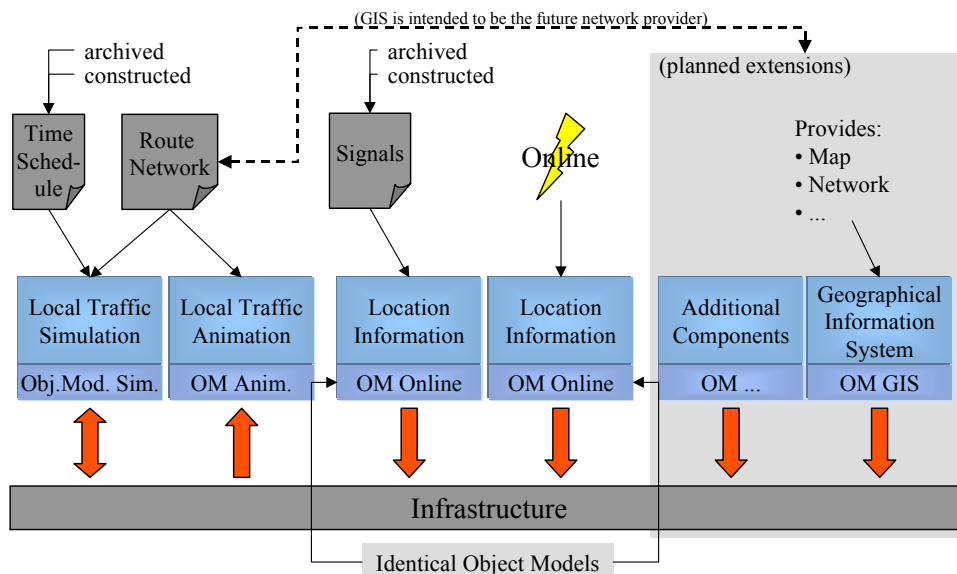 (GIS is intended to be the future network provider)
archived
constructed
archived
constructed
(planned extensions)
Time
Sched-
ule
Route
Network
Signals
Online
Provides:
• Map
• Network
• ...
Local Traffic
Simulation
Obj.Mod. Sim.
Local Traffic
Animation
OM Anim.
Location
Information
OM Online
Location
Information
OM Online
Additional
Components
OM ...
Geographical
Information
System
OM GIS
Infrastructure
Identical Object Models